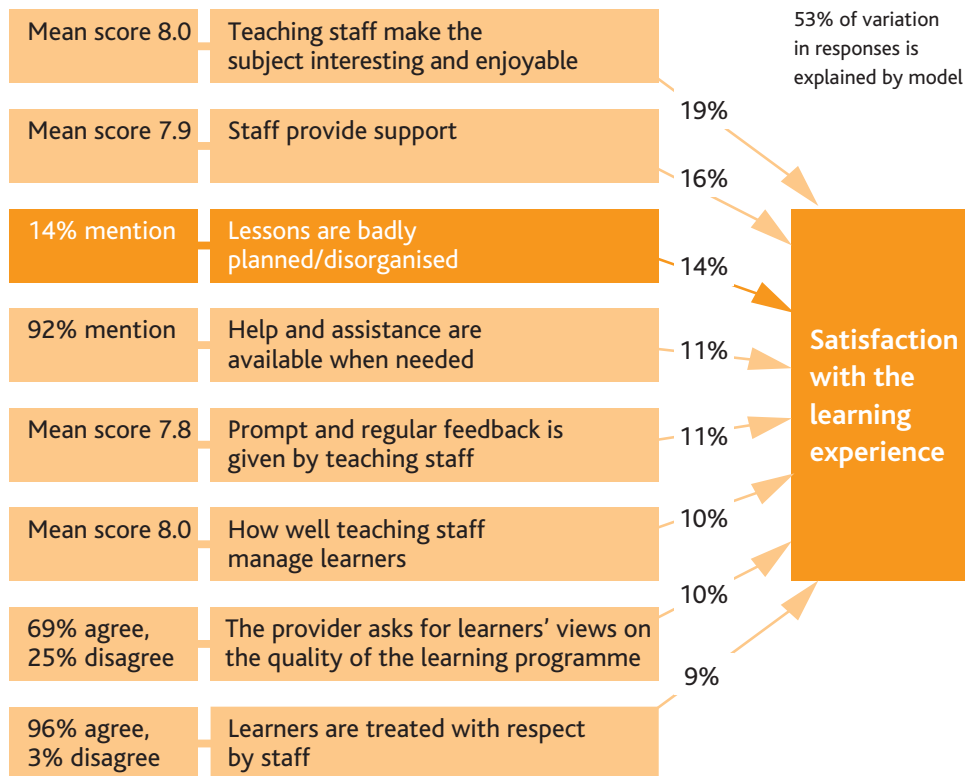 Mean score 8.0
Teaching staff make the
subject interesting and enjoyable
53% of variation
in responses is
explained by model
19%
Mean score 7.9
Staff provide support
16%
14% mention
Lessons are badly
planned/disorganised
14%
92% mention
Help and assistance are
available when needed
11%
Mean score 7.8
Prompt and regular feedback is
given by teaching staff
11%
Mean score 8.0
How well teaching staff
manage learners
10%
69% agree,
25% disagree
The provider asks for learners’ views on
the quality of the learning programme
10%
96% agree,
3% disagree
Learners are treated with respect
by staff
9%
Satisfaction
with the
learning
experience